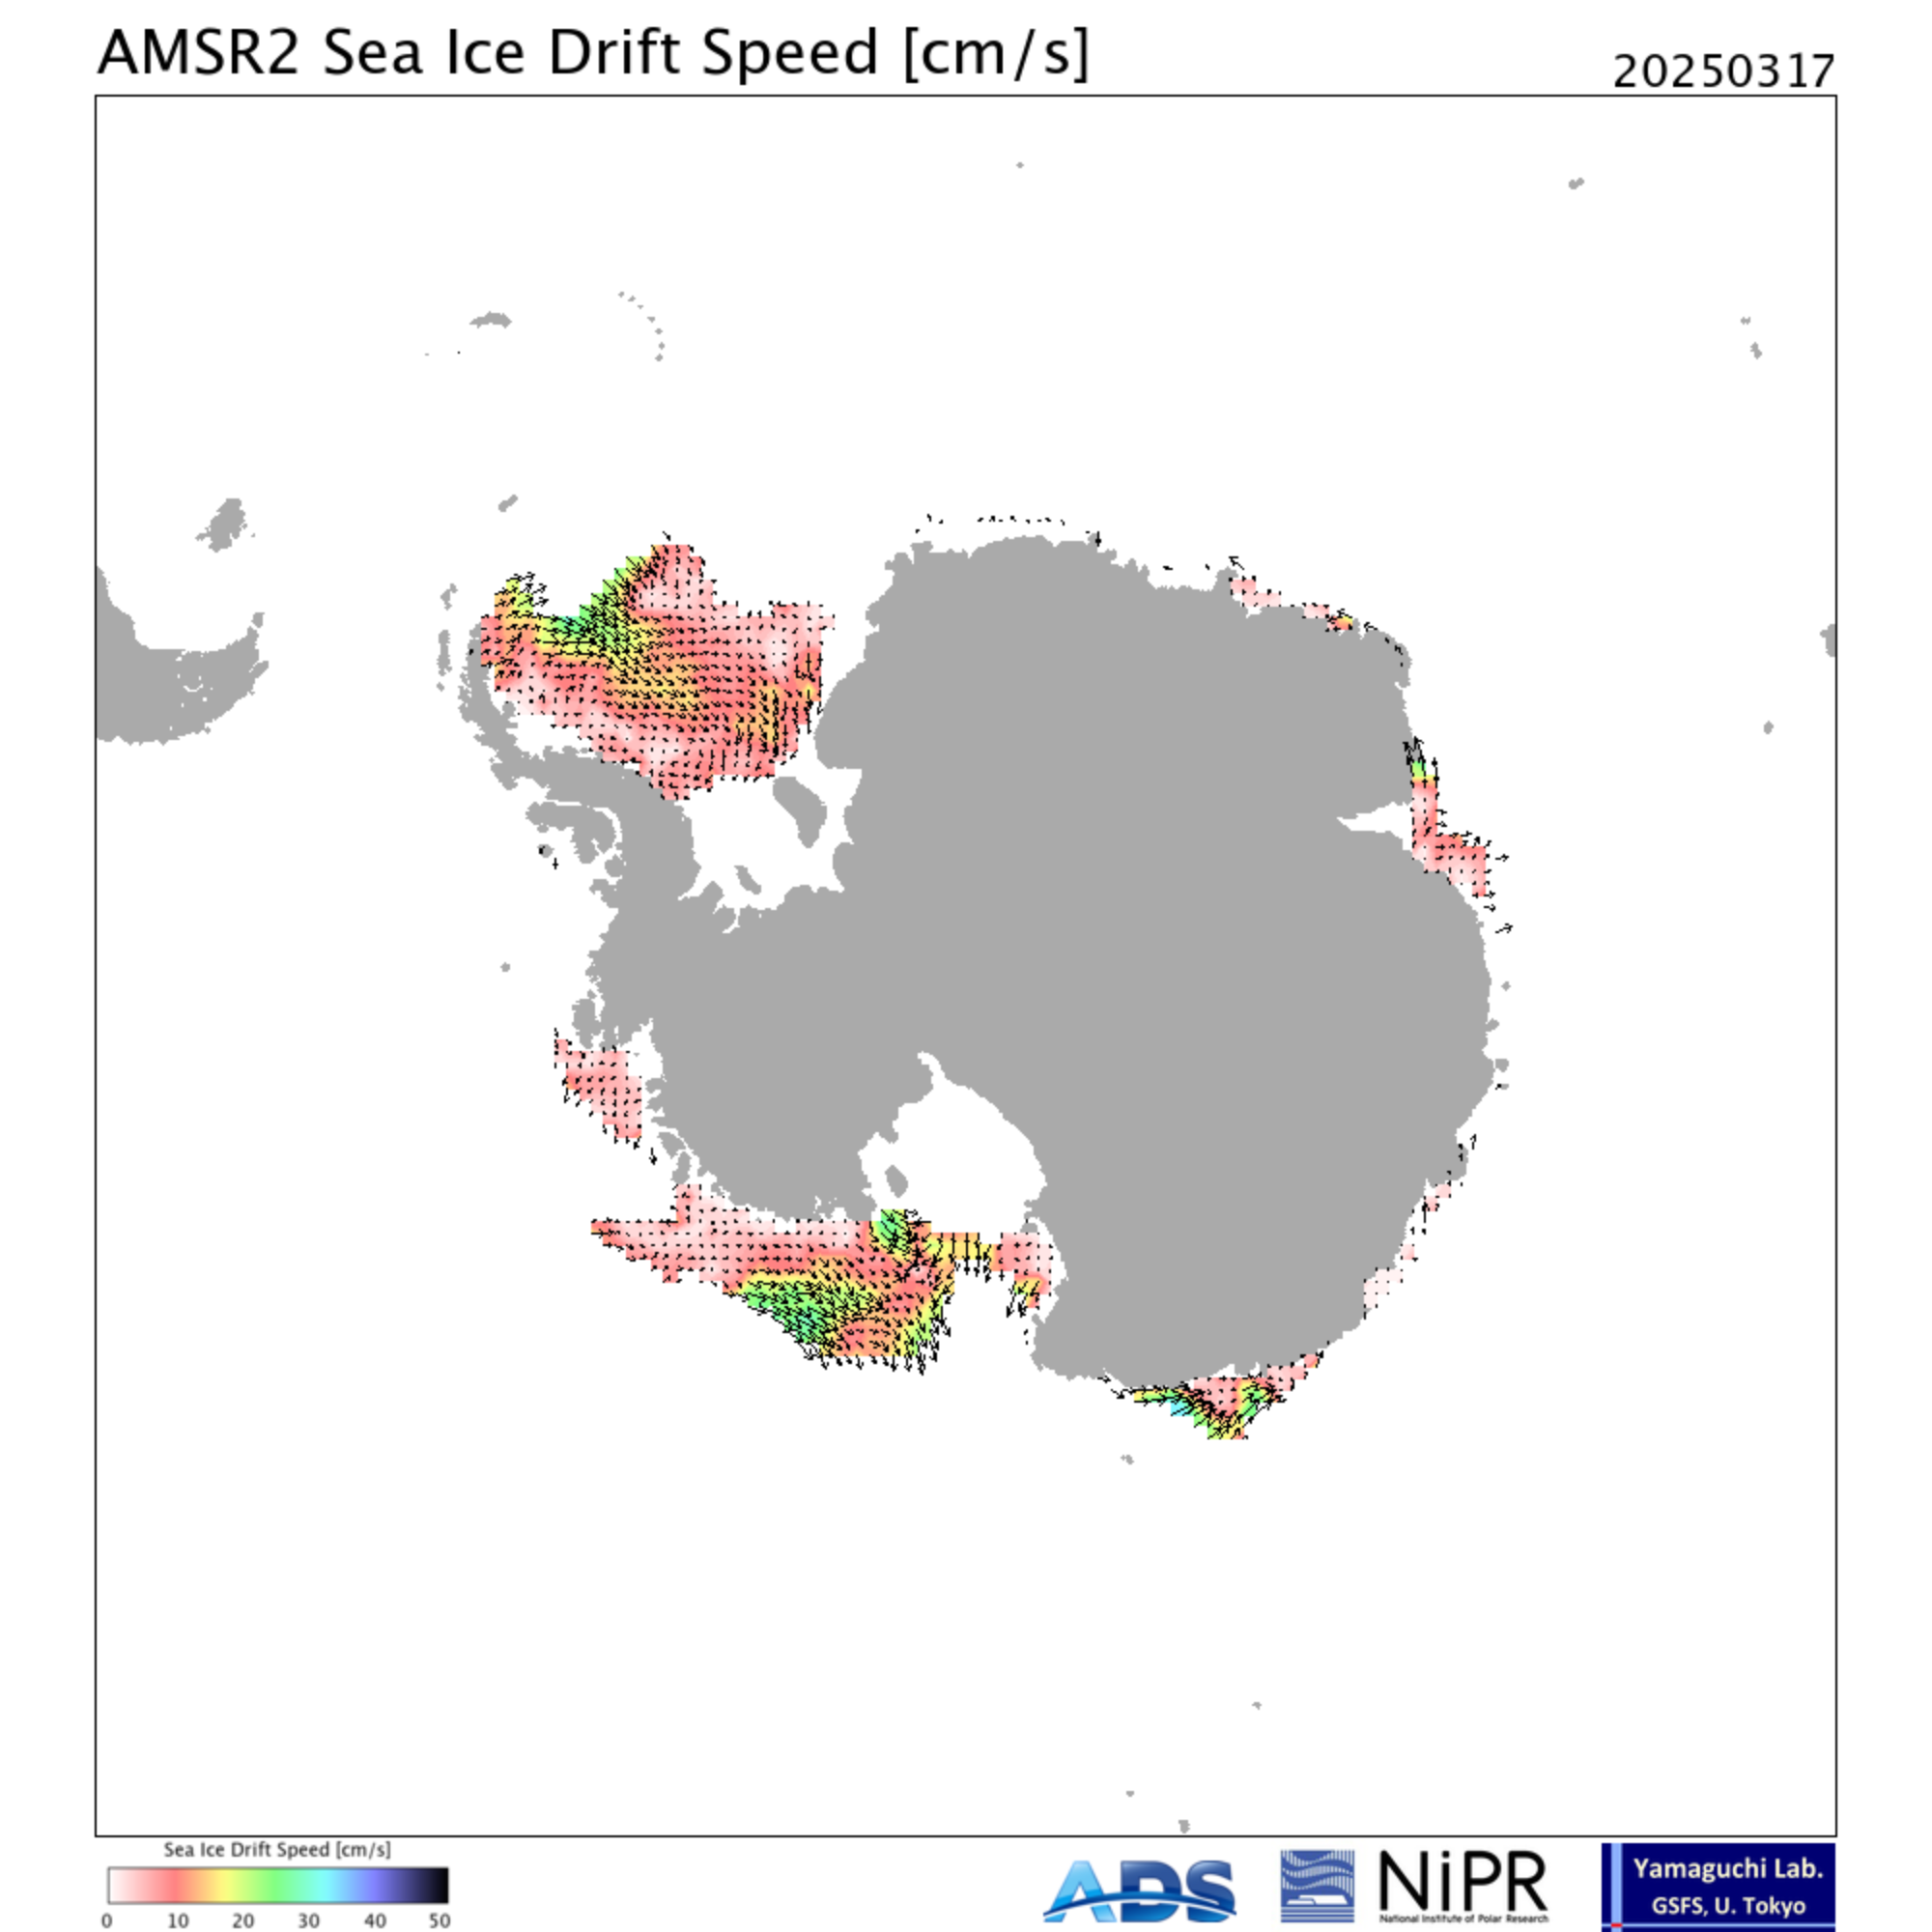 AMSR2 Sea Ice Drift Speed [cm/s]
20250317
Sea Ice Drift Speed [cm/s]
0 10 20 30 40 50
ADS
NiPR
National Institute of Polar Research
Yamaguchi Lab.
GSFS, U. Tokyo